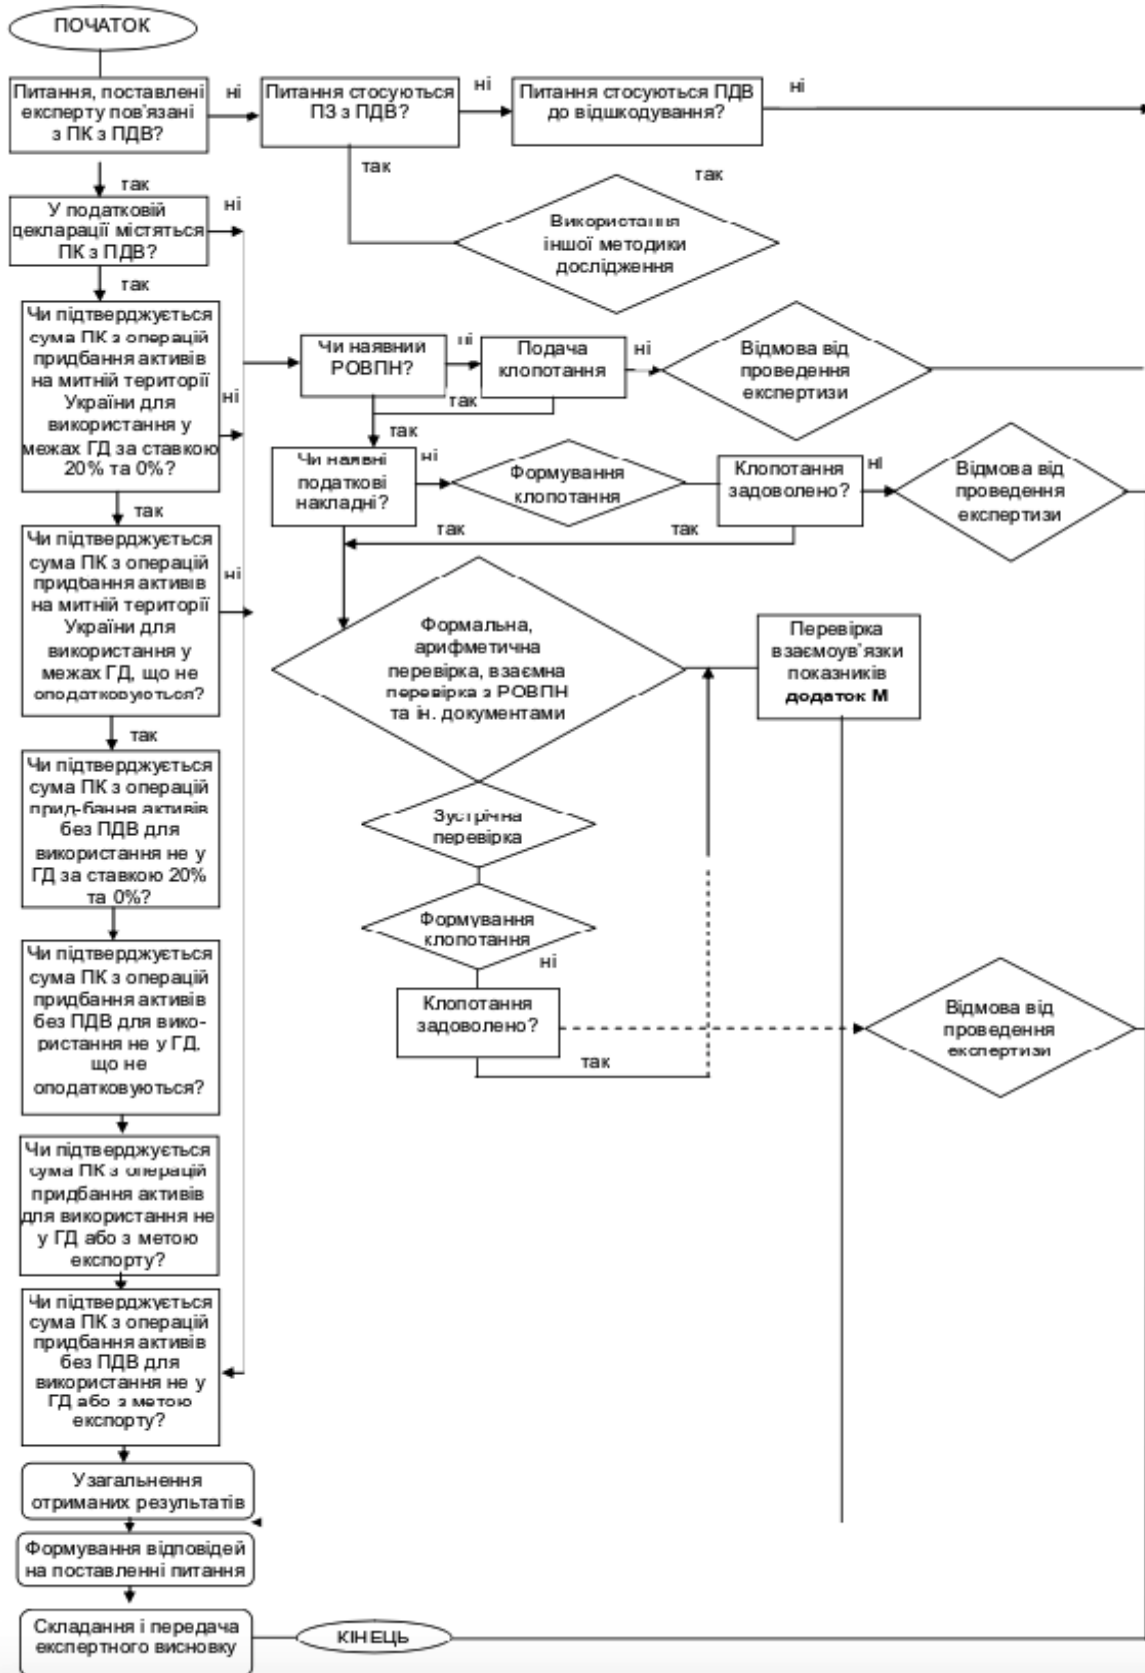 ПОЧАТОК
Питання, поставлені
експерту пов'язані
з ПК з ПДВ?
ні
Питання стосуються
ПЗ з ПДВ?
ні
Питання стосуються ПДВ
до відшкодування?
ні
так
так
так
Використання
іншої методики
дослідження
У податковій
декларації містяться
ПК з ПДВ?
ні
так
Чи підтверджується
сума ПК з операцій
придбання активів
на митній території
України для
використання у
межах ГД за ставкою
20% та 0%?
ні
Чи наявний
РОВПН?
ні
Подача
клопотання
ні
Відмова від
проведення
експертизи
так
так
Чи наявні
податкові
накладні?
ні
Формування
клопотання
Клопотання
задоволено?
ні
Відмова від
проведення
експертизи
так
так
так
Чи підтверджується
сума ПК з операцій
придбання активів
на митній території
України для
використання у
межах ГД, що не
оподатковуються?
ні
Формальна,
арифметична
перевірка, взаємна
перевірка з РОВПН
та ін. документами
Перевірка
взаємоув'язки
показників
додаток М
так
Чи підтверджується
сума ПК з операцій
прид-бання активів
без ПДВ для
використання не у
ГД за ставкою 20%
та 0%?
Зустрічна
перевірка
Формування
клопотання
ні
Клопотання
задоволено?
так
Відмова від
проведення
експертизи
Чи підтверджується
сума ПК з операцій
придбання активів
без ПДВ для вико-
ристання не у ГД,
що не
оподатковуються?
Чи підтверджується
сума ПК з операцій
придбання активів
для використання не
у ГД або з метою
експорту?
Чи підтверджується
сума ПК з операцій
придбання активів
без ПДВ для
використання не у
ГД або з метою
експорту?
Узагальнення
отриманих результатів
Формування відповідей
на поставленні питання
Складання і передача
експертного висновку
КІНЕЦЬ